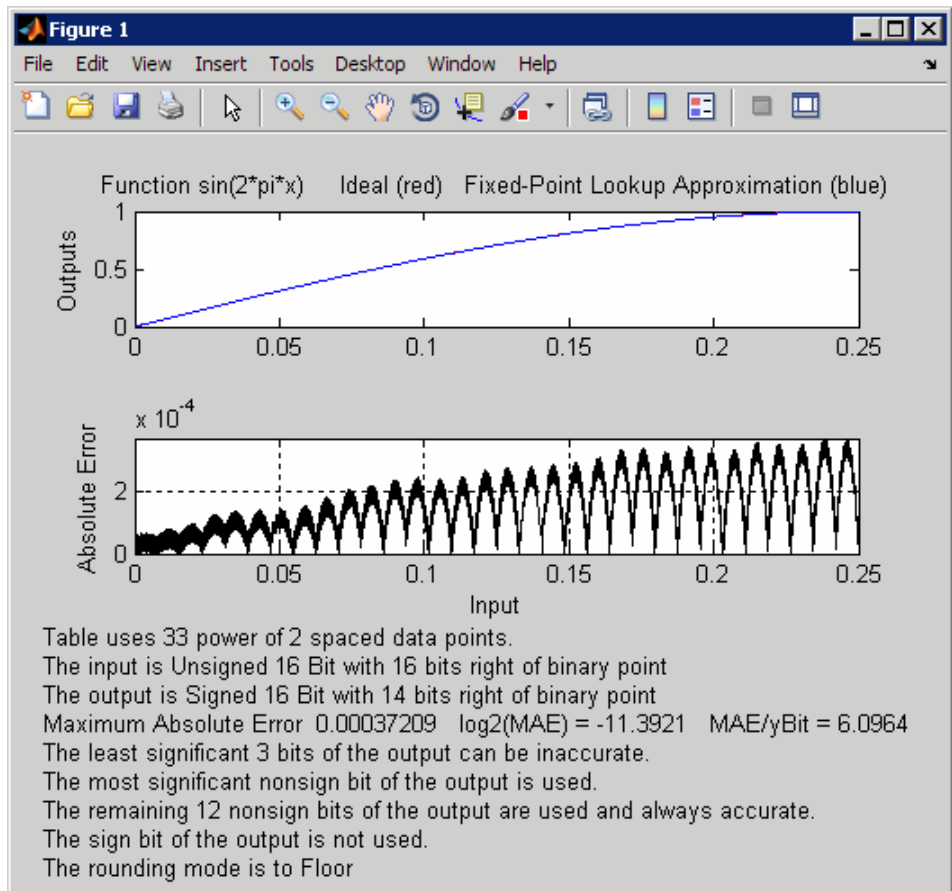 Figure 1
File Edit View Insert Tools Desktop Window Help
Function sin(2*pi*x) Ideal (red) Fixed-Point Lookup Approximation (blue)
Outputs
1
0.5
0
0 0.05 0.1 0.15 0.2 0.25
x 10^-4
Absolute Error
2
0
0 0.05 0.1 0.15 0.2 0.25
Input
Table uses 33 power of 2 spaced data points.
The input is Unsigned 16 Bit with 16 bits right of binary point
The output is Signed 16 Bit with 14 bits right of binary point
Maximum Absolute Error 0.00037209 log2(MAE) = -11.3921 MAE/yBit = 6.0964
The least significant 3 bits of the output can be inaccurate.
The most significant nonsign bit of the output is used.
The remaining 12 nonsign bits of the output are used and always accurate.
The sign bit of the output is not used.
The rounding mode is to Floor